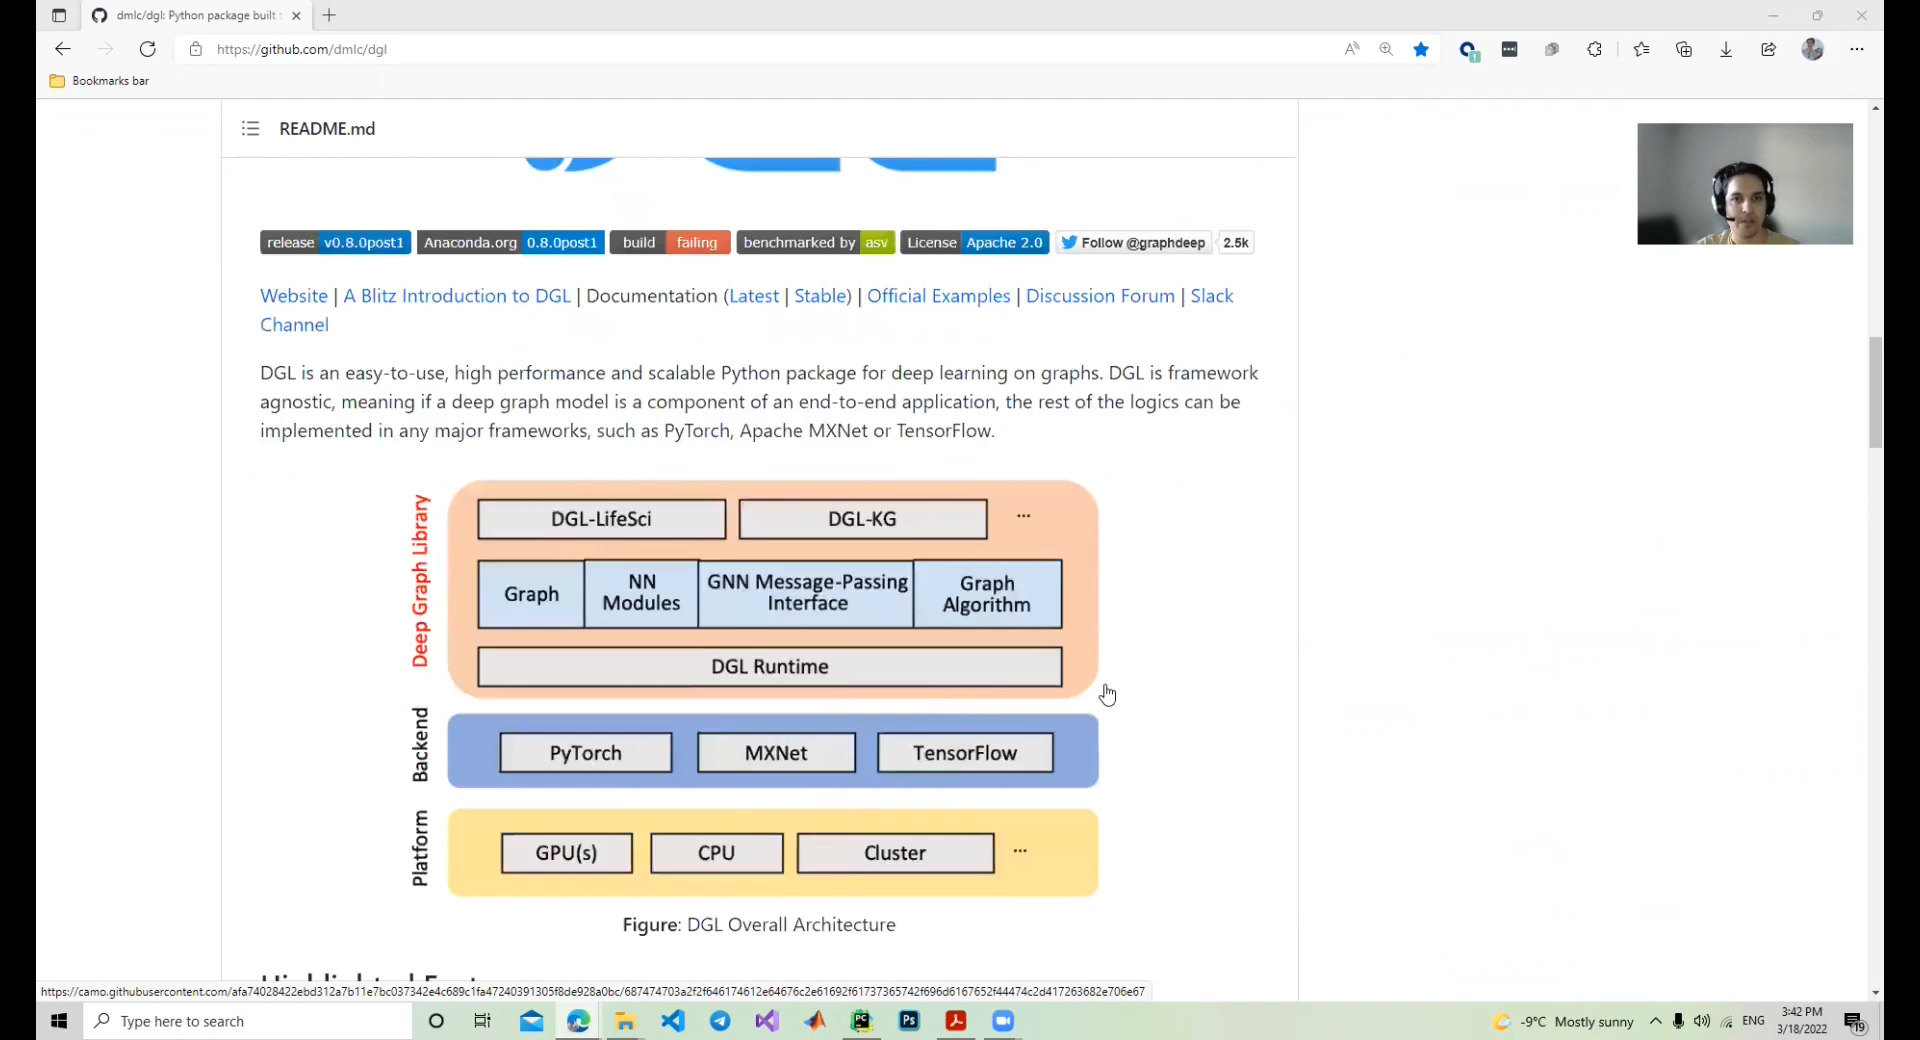 dmlc/dgl: Python package built
https://github.com/dmlc/dgl
Bookmarks bar
README.md
release v0.8.0post1 Anaconda.org 0.8.0post1 build failing benchmarked by asv License Apache 2.0 Follow @graphdeep 2.5k
Website | A Blitz Introduction to DGL | Documentation (Latest | Stable) | Official Examples | Discussion Forum | Slack
Channel
DGL is an easy-to-use, high performance and scalable Python package for deep learning on graphs. DGL is framework
agnostic, meaning if a deep graph model is a component of an end-to-end application, the rest of the logics can be
implemented in any major frameworks, such as PyTorch, Apache MXNet or TensorFlow.
Deep Graph Library
DGL-LifeSci DGL-KG ...
Graph
NN
Modules
GNN Message-Passing
Interface
Graph
Algorithm
DGL Runtime
Backend
PyTorch MXNet TensorFlow
Platform
GPU(s) CPU Cluster ...
Figure: DGL Overall Architecture
https://camo.githubusercontent.com/afa74028422ebd312a7b11e7bc037342e4c689c1fa47240391305f8de928a0bc/687474703a2f2f646174612e64676c2e61692f61737365742f696d6167652f44474c2d417263682e706e67
Type here to search
-9°C Mostly sunny
ENG
3:42 PM
3/18/2022
19